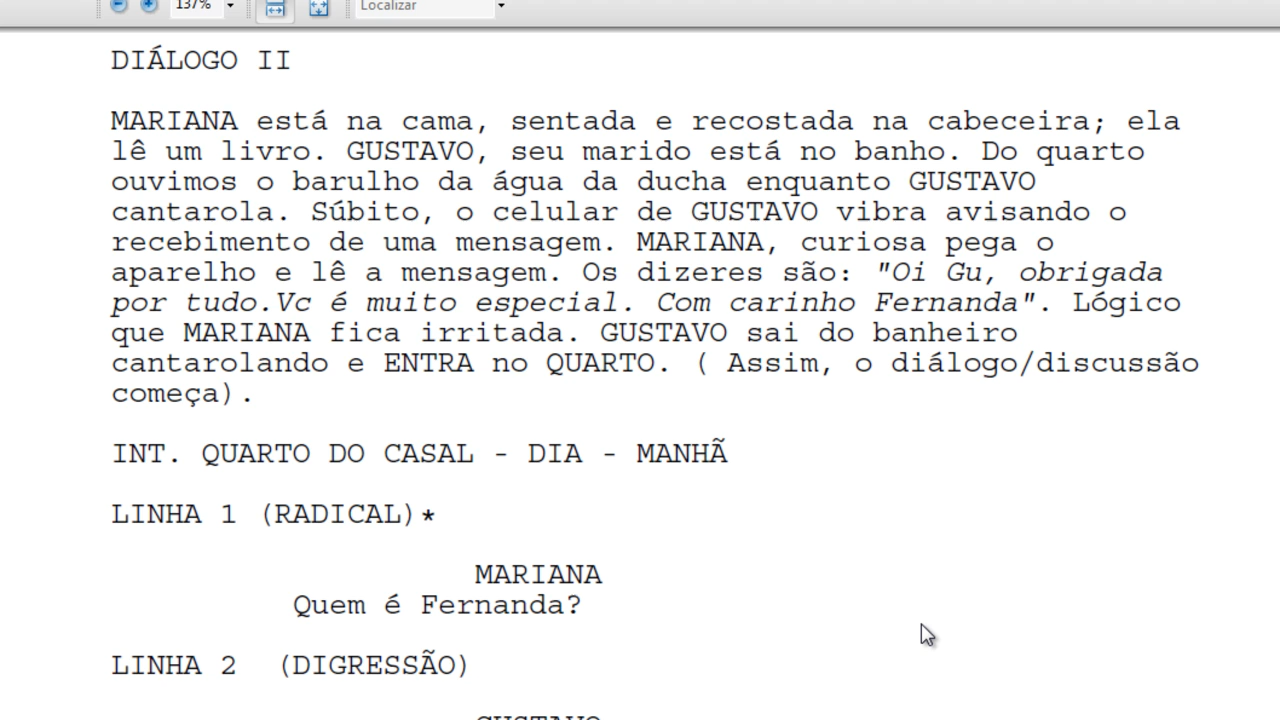 137%
Localizar
DIÁLOGO II
MARIANA está na cama, sentada e recostada na cabeceira; ela
lê um livro. GUSTAVO, seu marido está no banho. Do quarto
ouvimos o barulho da água da ducha enquanto GUSTAVO
cantarola. Súbito, o celular de GUSTAVO vibra avisando o
recebimento de uma mensagem. MARIANA, curiosa pega o
aparelho e lê a mensagem. Os dizeres são: "Oi Gu, obrigada
por tudo.Vc é muito especial. Com carinho Fernanda". Lógico
que MARIANA fica irritada. GUSTAVO sai do banheiro
cantarolando e ENTRA no QUARTO. ( Assim, o diálogo/discussão
começa).
INT. QUARTO DO CASAL - DIA - MANHÃ
LINHA 1 (RADICAL)*
MARIANA
Quem é Fernanda?
LINHA 2  (DIGRESSÃO)
GUSTAVO